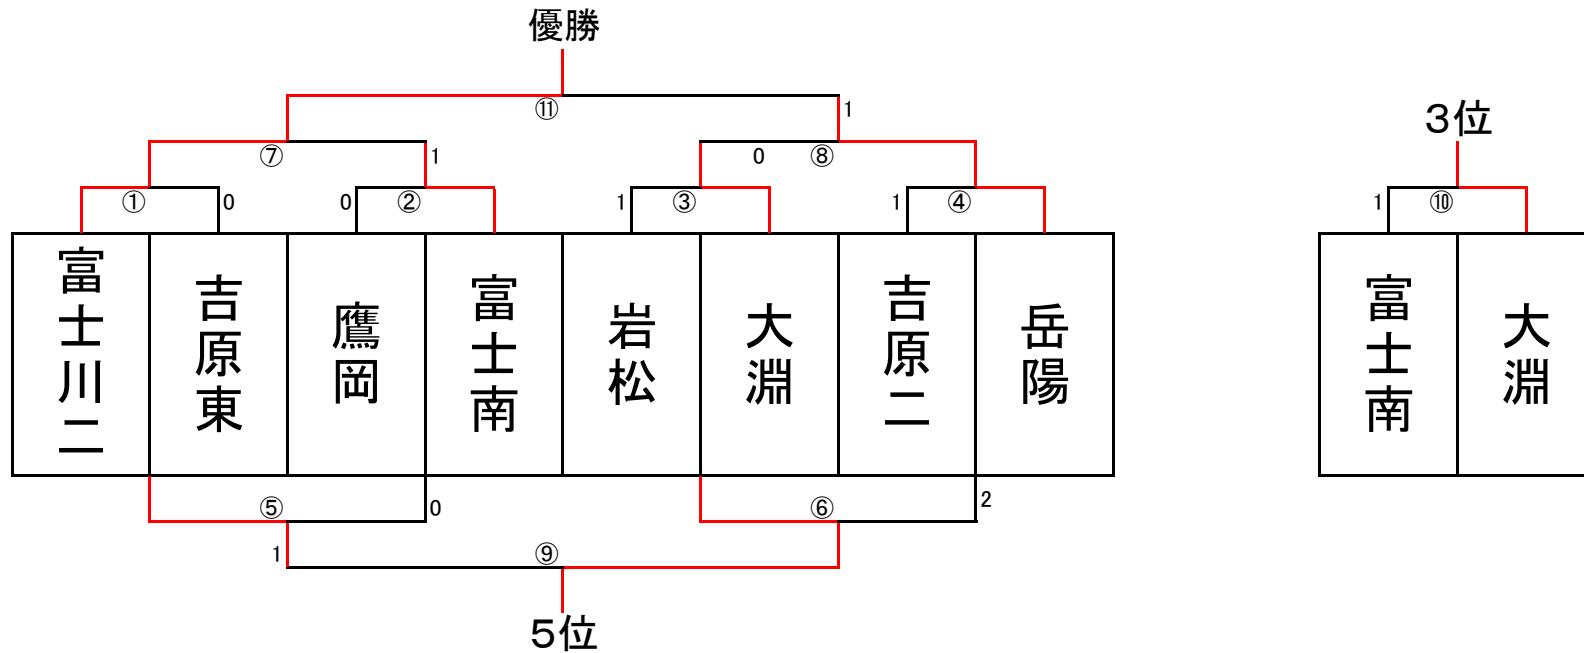 優勝
⑪ 1
3位
⑦ 1 0 ⑧
① 0 0 ② 1 ③ 1 ④ 1 ⑩
富士川二 吉原東 鷹岡 富士南 岩松 大淵 吉原二 岳陽 富士南 大淵
⑤ 0 ⑥ 2
1 ⑨
5位